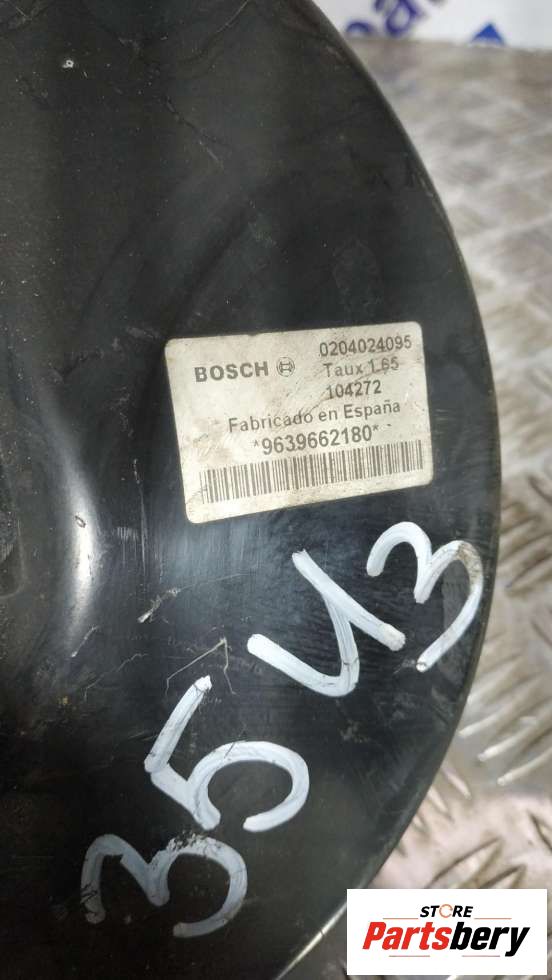 BOSCH 0204024095
Taux 1.65
104272
Fabricado en España
*9639662180*
3543
STORE
Partsbery